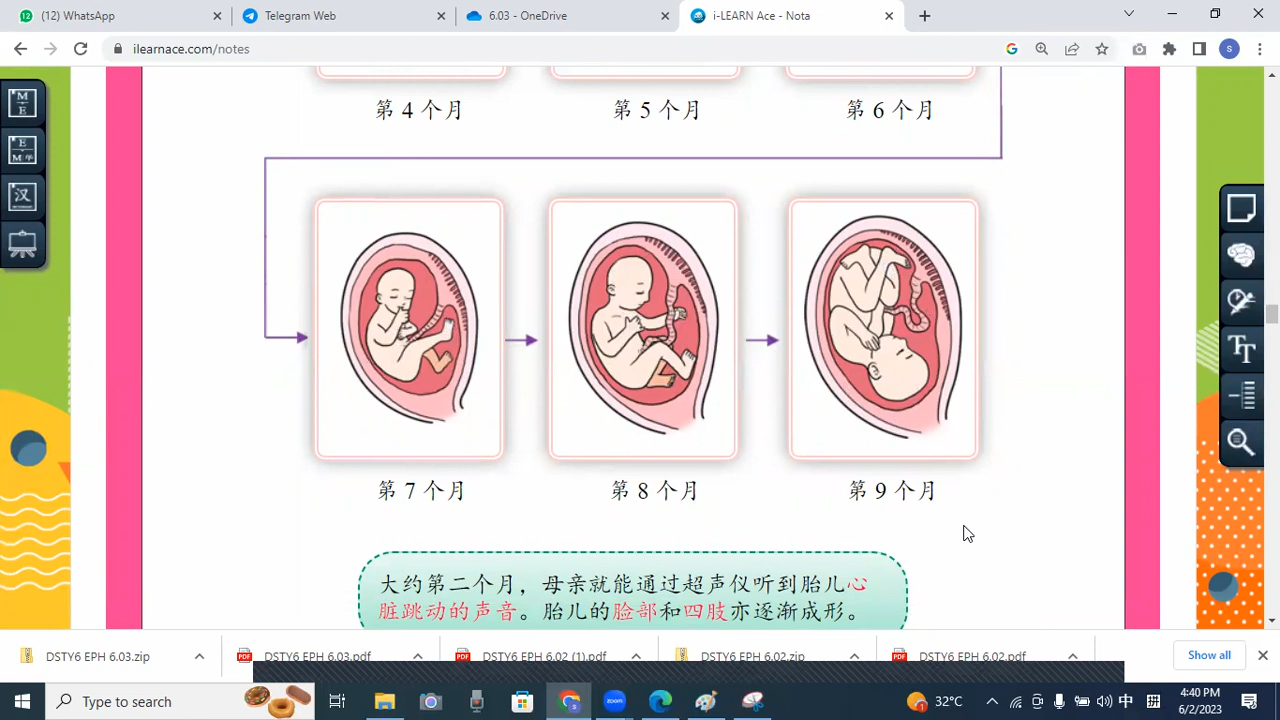 (12) WhatsApp
Telegram Web
6.03 - OneDrive
i-LEARN Ace - Nota
ilearnace.com/notes
第 4 个月
第 5 个月
第 6 个月
第 7 个月
第 8 个月
第 9 个月
大约第二个月，母亲就能通过超声仪听到胎儿心
脏跳动的声音。胎儿的脸部和四肢亦逐渐成形。
DSTY6 EPH 6.03.zip
DSTY6 EPH 6.03.pdf
DSTY6 EPH 6.02 (1).pdf
DSTY6 EPH 6.02.zip
DSTY6 EPH 6.02.pdf
Show all
Type here to search
32°C
中
拼
4:40 PM
6/2/2023